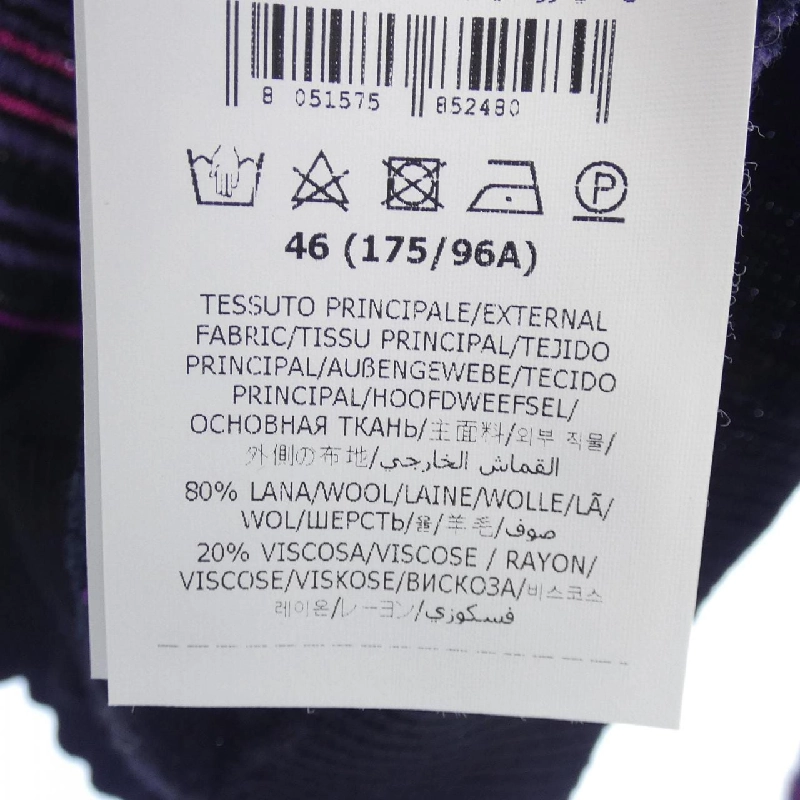 8 051575 852480
P
46 (175/96A)
TESSUTO PRINCIPALE/EXTERNAL
FABRIC/TISSU PRINCIPAL/TEJIDO
PRINCIPAL/AUßENGEWEBE/TECIDO
PRINCIPAL/HOOFDWEEFSEL/
ОСНОВНАЯ ТКАНЬ/主面料/외부 직물/
外側の布地/القماش الخارجي
80% LANA/WOOL/LAINE/WOLLE/LÃ/
WOL/ШЕРСТЬ/울/羊毛/صوف
20% VISCOSA/VISCOSE / RAYON/
VISCOSE/VISKOSE/ВИСКОЗА/비스코스
레이온/レーヨン/فسكوزي